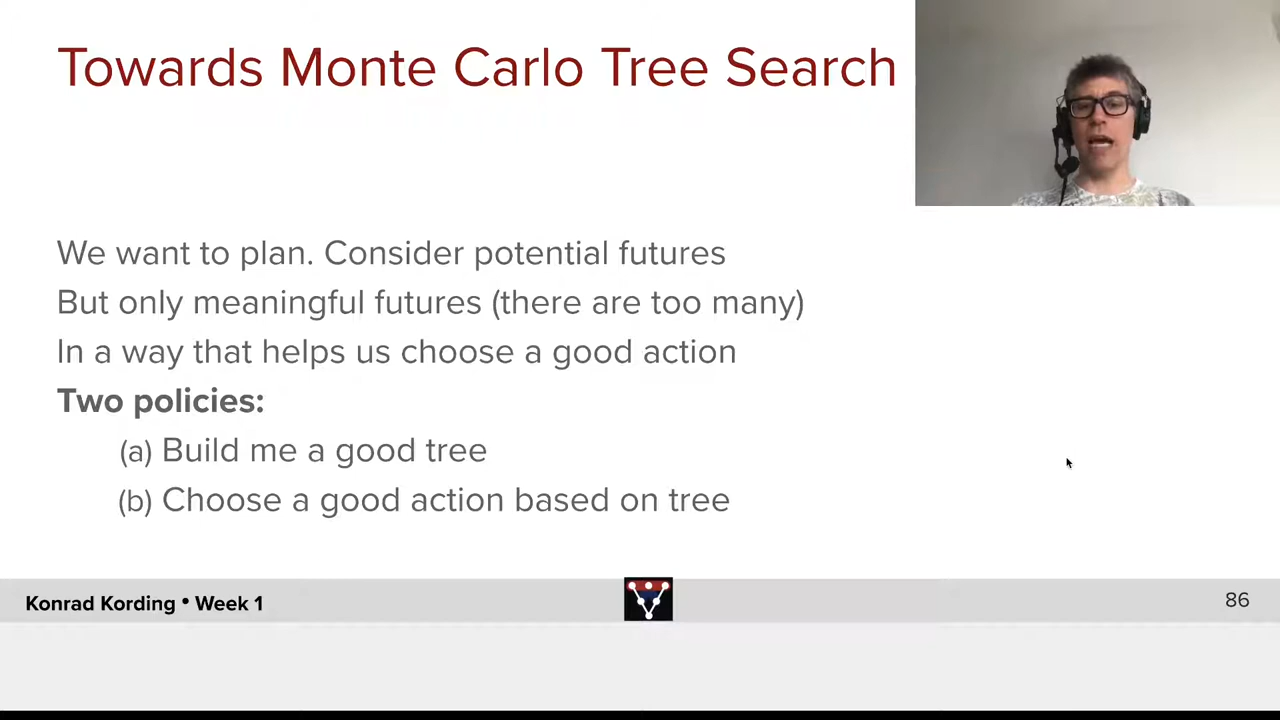 Towards Monte Carlo Tree Search
We want to plan. Consider potential futures
But only meaningful futures (there are too many)
In a way that helps us choose a good action
Two policies:
(a) Build me a good tree
(b) Choose a good action based on tree
Konrad Kording • Week 1
86